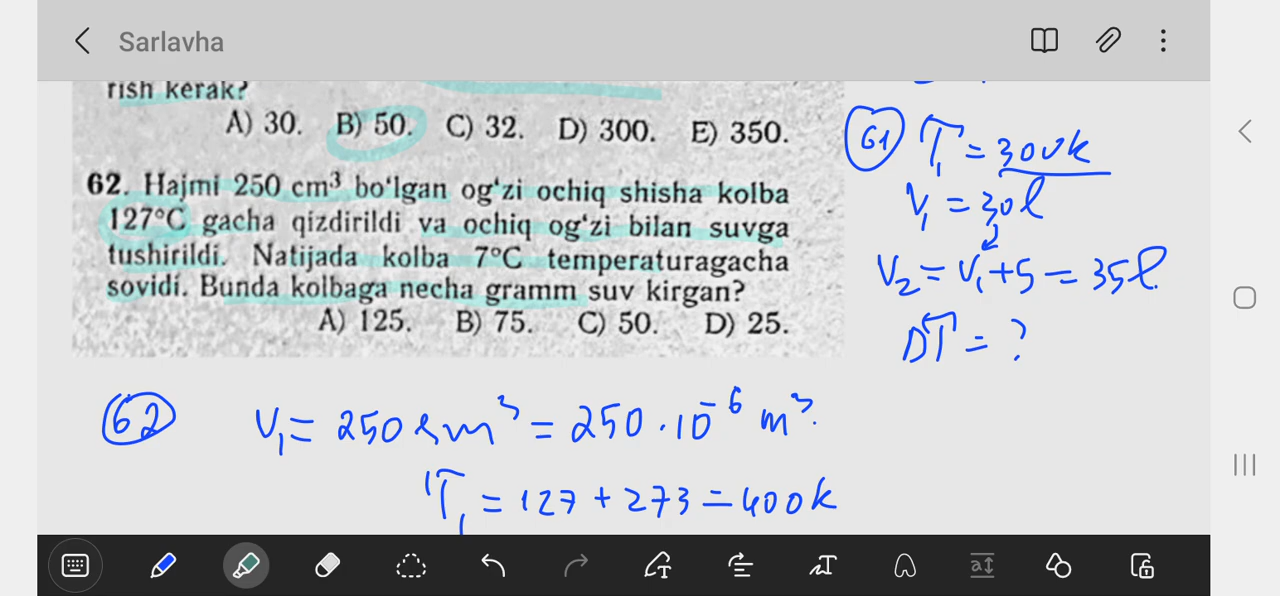 Sarlavha
rish kerak?
A) 30. B) 50. C) 32. D) 300. E) 350.
62. Hajmi 250 cm³ bo‘lgan og‘zi ochiq shisha kolba
127°C gacha qizdirildi va ochiq og‘zi bilan suvga
tushirildi. Natijada kolba 7°C temperaturagacha
sovidi. Bunda kolbaga necha gramm suv kirgan?
A) 125. B) 75. C) 50. D) 25.
61 T₁ = 300k
V₁ = 30l
V₂ = V₁ + 5 = 35l.
DT = ?
62 V₁ = 250 sm³ = 250 · 10⁻⁶ m³.
T₁ = 127 + 273 = 400k